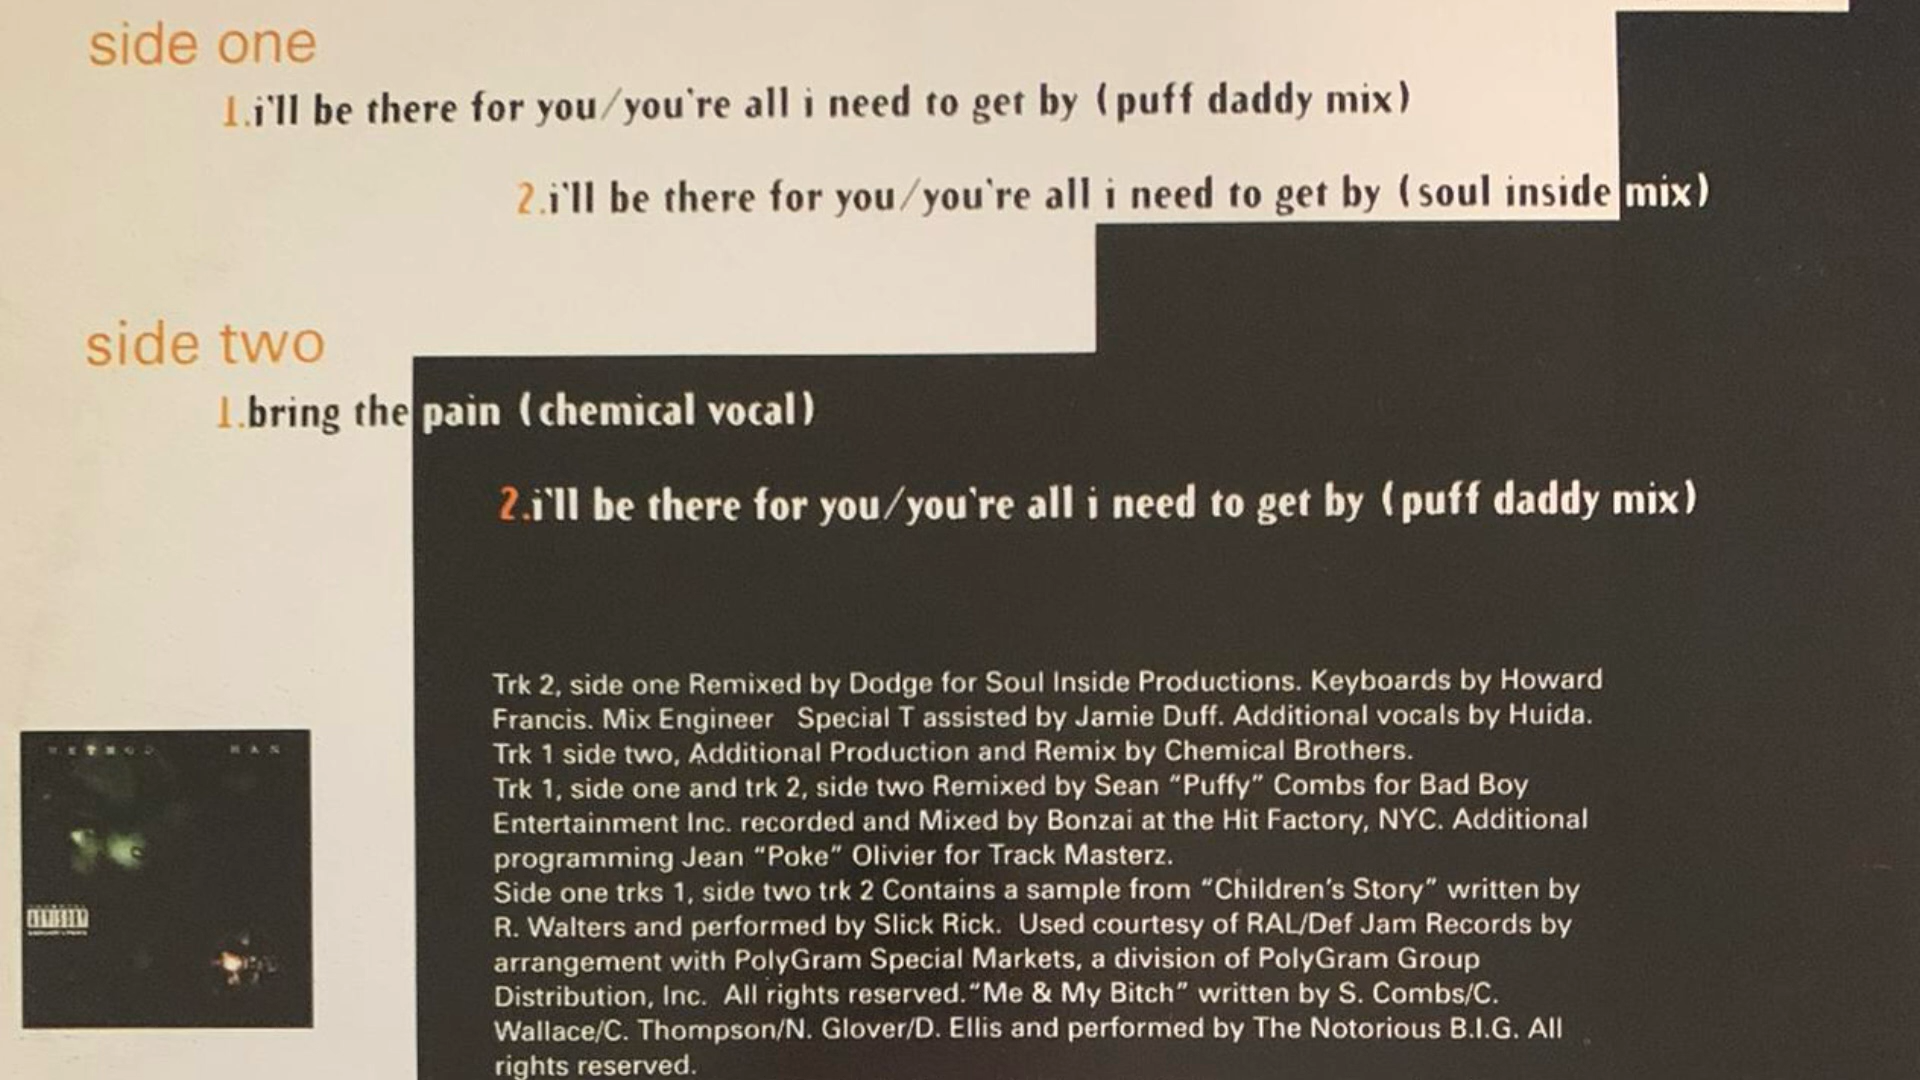 side one
1.i'll be there for you/you're all i need to get by (puff daddy mix)
2.i'll be there for you/you're all i need to get by (soul inside mix)
side two
1.bring the pain (chemical vocal)
2.i'll be there for you/you're all i need to get by (puff daddy mix)
Trk 2, side one Remixed by Dodge for Soul Inside Productions. Keyboards by Howard
Francis. Mix Engineer Special T assisted by Jamie Duff. Additional vocals by Huida.
Trk 1 side two, Additional Production and Remix by Chemical Brothers.
Trk 1, side one and trk 2, side two Remixed by Sean “Puffy” Combs for Bad Boy
Entertainment Inc. recorded and Mixed by Bonzai at the Hit Factory, NYC. Additional
programming Jean “Poke” Olivier for Track Masterz.
Side one trks 1, side two trk 2 Contains a sample from “Children's Story” written by
R. Walters and performed by Slick Rick. Used courtesy of RAL/Def Jam Records by
arrangement with PolyGram Special Markets, a division of PolyGram Group
Distribution, Inc. All rights reserved.“Me & My Bitch” written by S. Combs/C.
Wallace/C. Thompson/N. Glover/D. Ellis and performed by The Notorious B.I.G. All
rights reserved.
METHOD MAN
ADVISORY